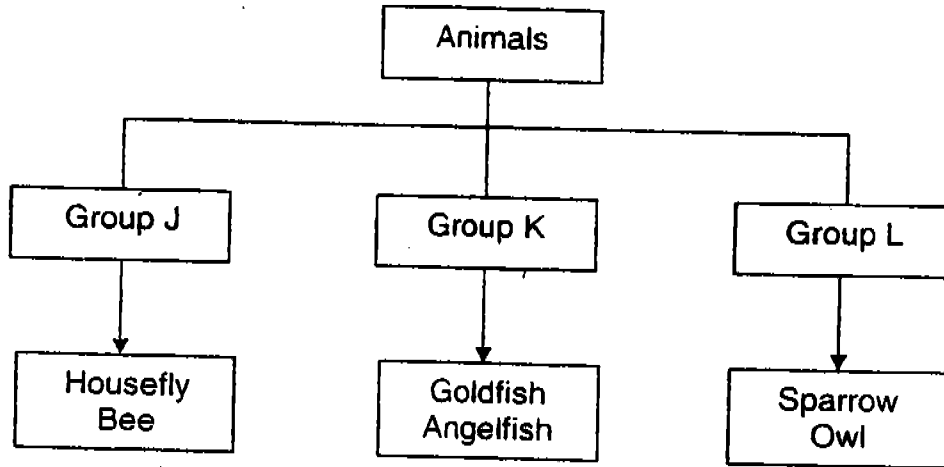 Animals
Group J
Group K
Group L
Housefly
Bee
Goldfish
Angelfish
Sparrow
Owl